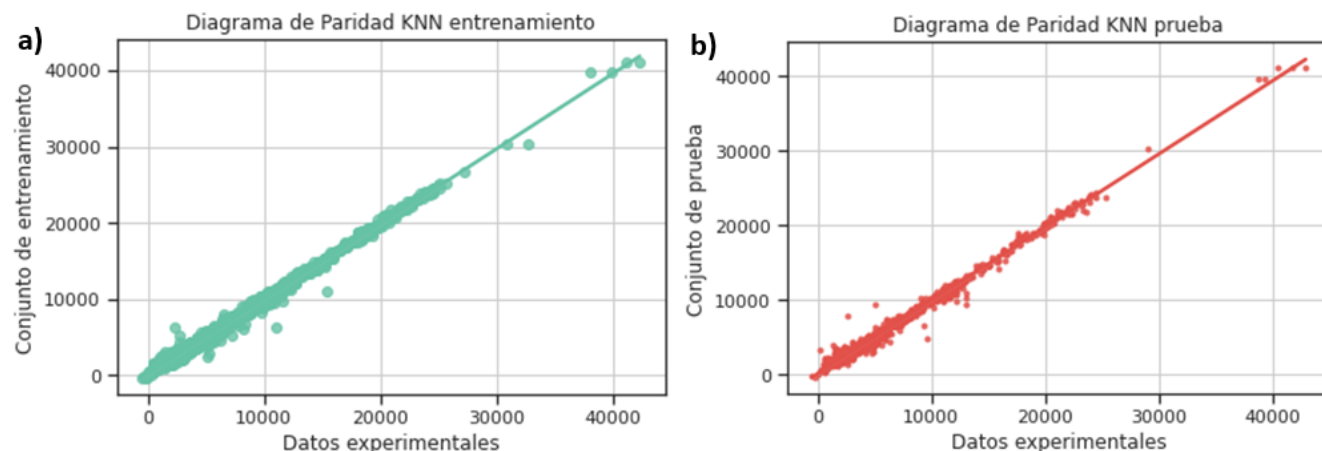 a)
Diagrama de Paridad KNN entrenamiento
Conjunto de entrenamiento
40000
30000
20000
10000
0
0 10000 20000 30000 40000
Datos experimentales
b)
Diagrama de Paridad KNN prueba
Conjunto de prueba
40000
30000
20000
10000
0
0 10000 20000 30000 40000
Datos experimentales